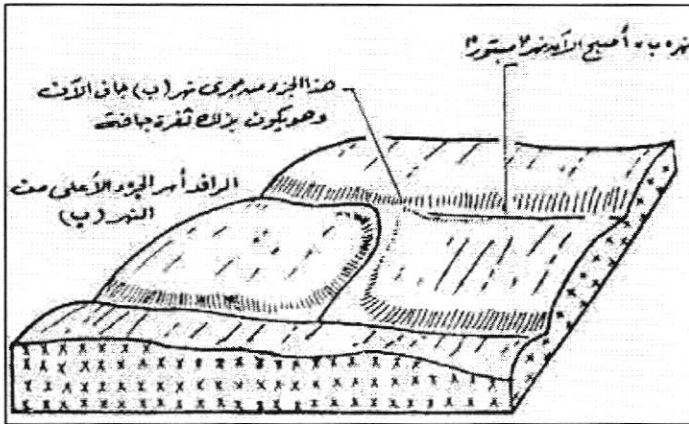 نهر «ب» أصبح الآن نهراً "مبتوراً"
هذا الجزء من مجرى نهر (ب) جاف الآن
وهو يكون بذلك ثغرة جافة
الرافد أسر الجزء الأعلى من
النهر (ب)